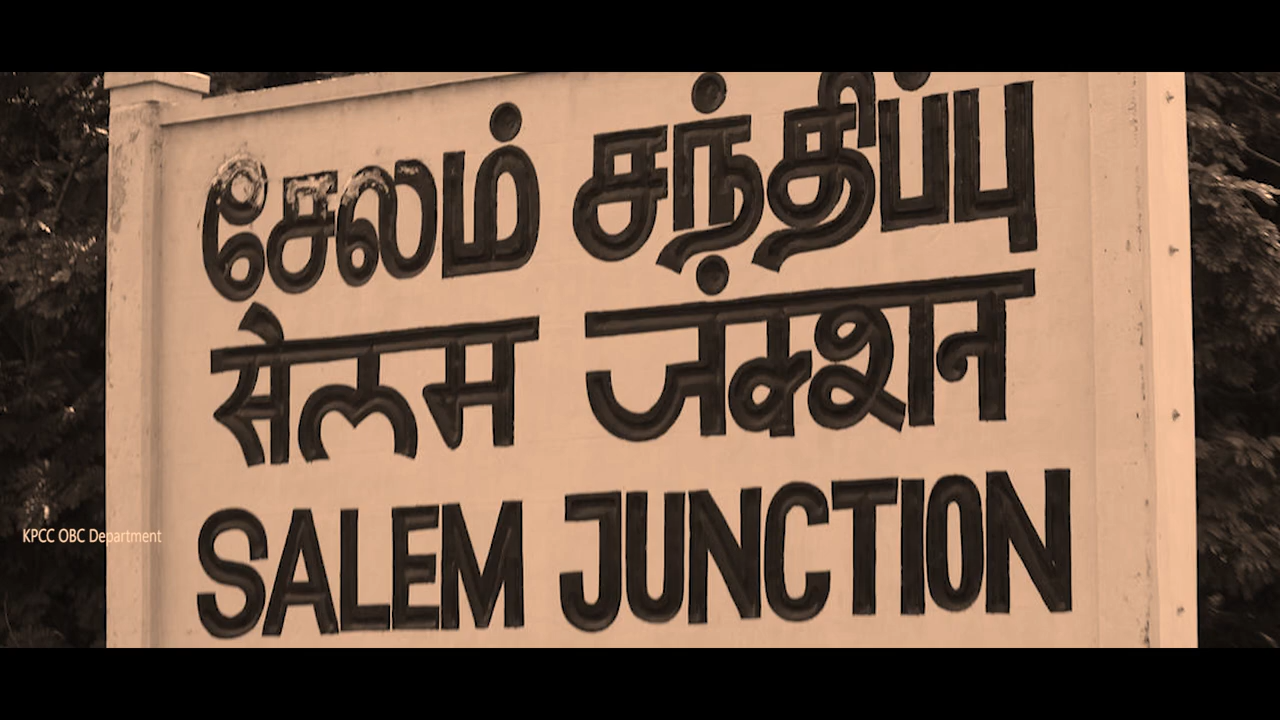 சேலம் சந்திப்பு
सेलम जंक्शन
SALEM JUNCTION
KPCC OBC Department